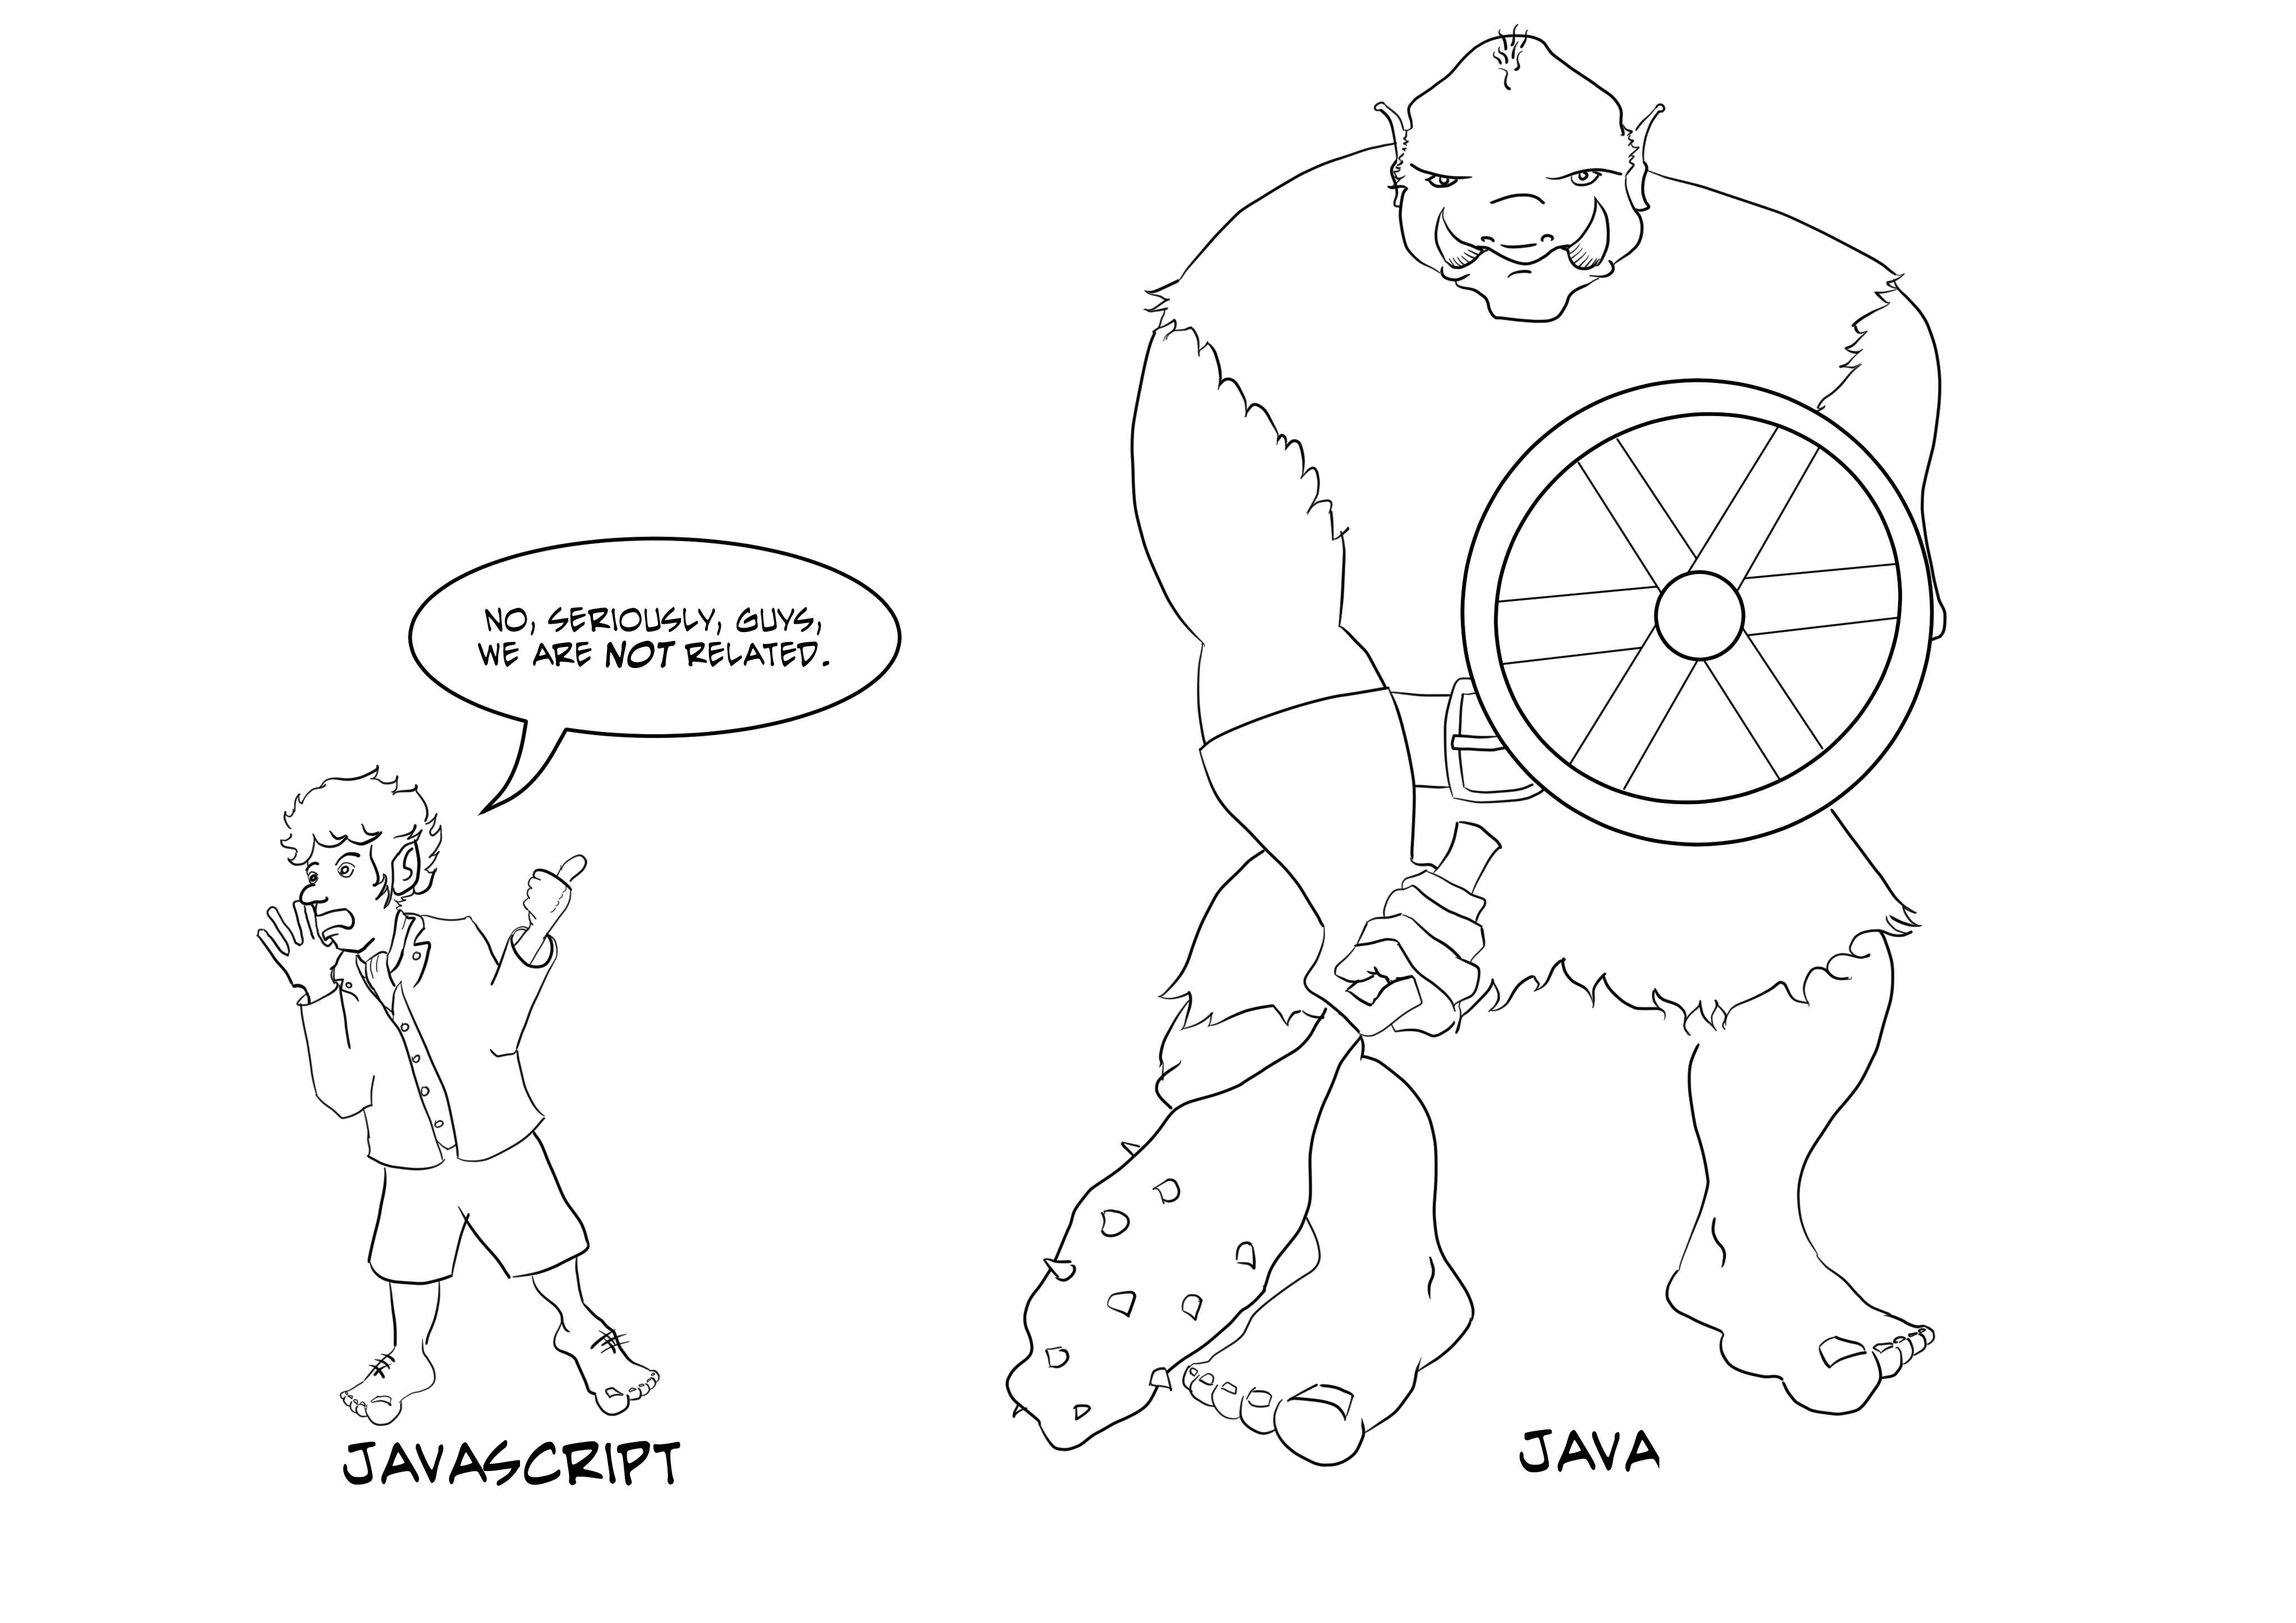 NO, SERIOUSLY, GUYS,
WE ARE NOT RELATED.
JAVASCRIPT
JAVA